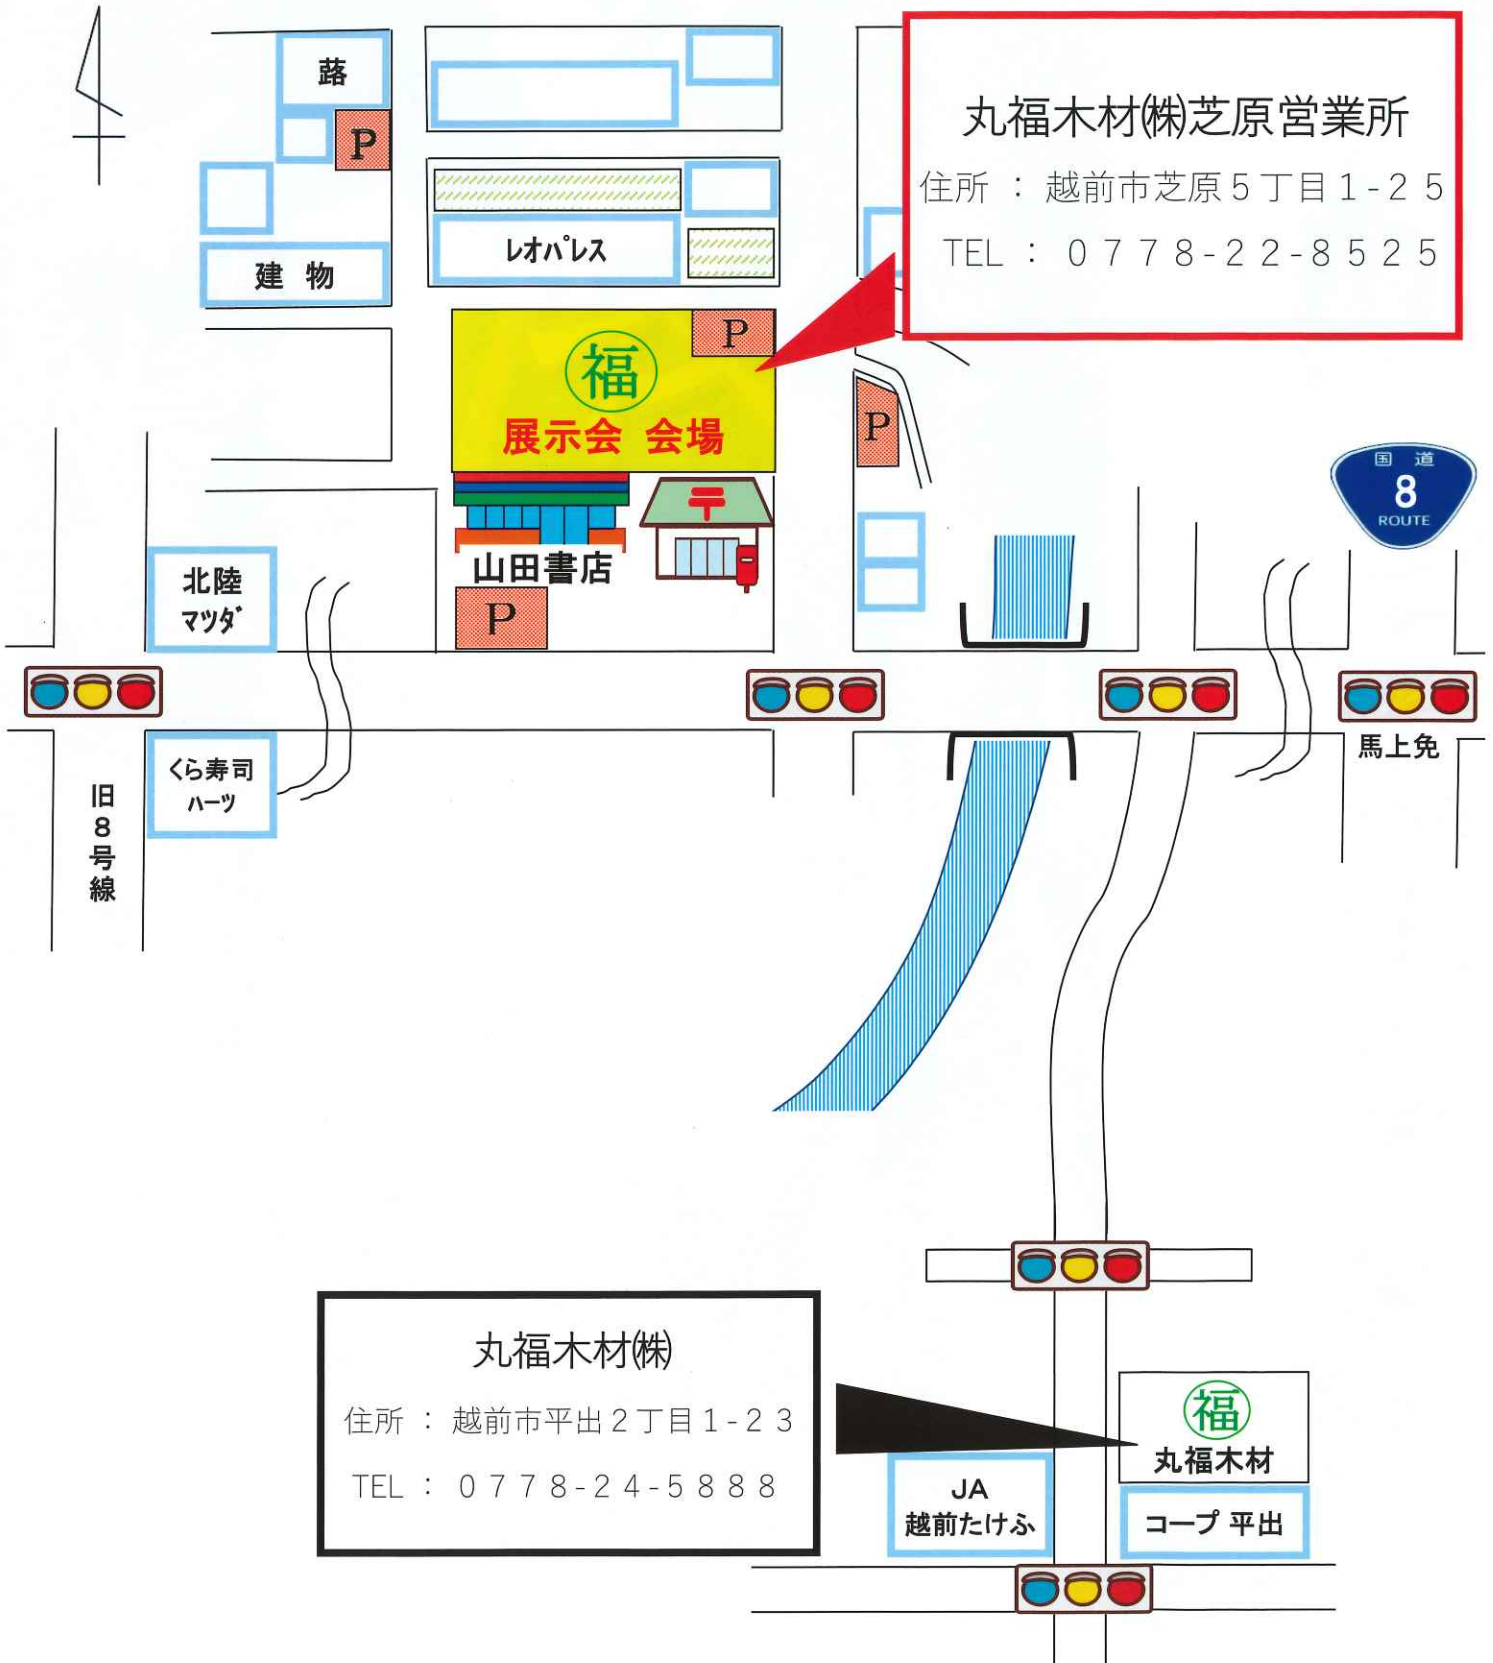 蕗
P
レオパレス
建 物
丸福木材㈱芝原営業所
住所 ： 越前市芝原５丁目１-２５
TEL ： ０７７８-２２-８５２５
P
福
展示会 会場
P
国 道
8
ROUTE
〒
山田書店
P
北陸
マツダ
馬上免
くら寿司
ハーツ
旧８号線
丸福木材㈱
住所 ： 越前市平出２丁目１-２３
TEL ： ０７７８-２４-５８８８
福
丸福木材
JA
越前たけふ
コープ 平出